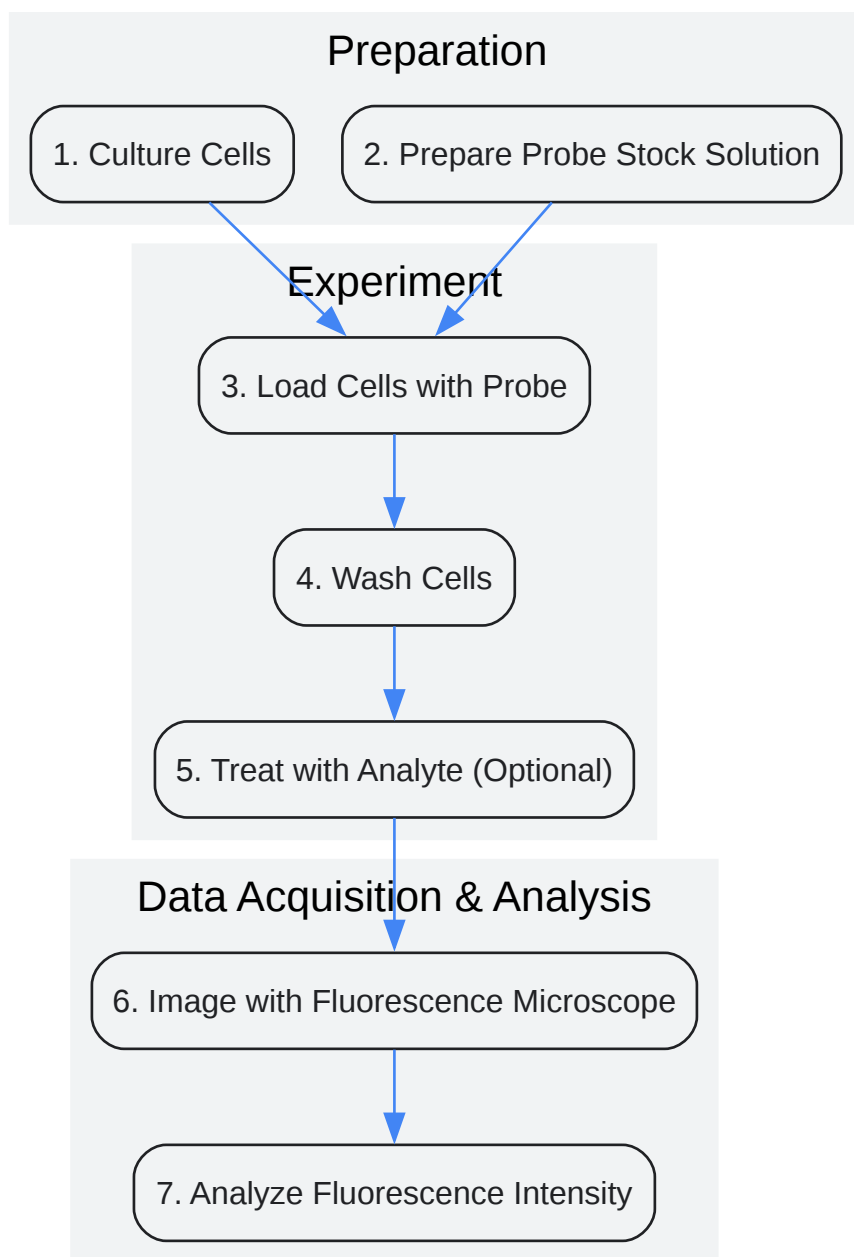 Preparation
1. Culture Cells
2. Prepare Probe Stock Solution
Experiment
3. Load Cells with Probe
4. Wash Cells
5. Treat with Analyte (Optional)
Data Acquisition & Analysis
6. Image with Fluorescence Microscope
7. Analyze Fluorescence Intensity